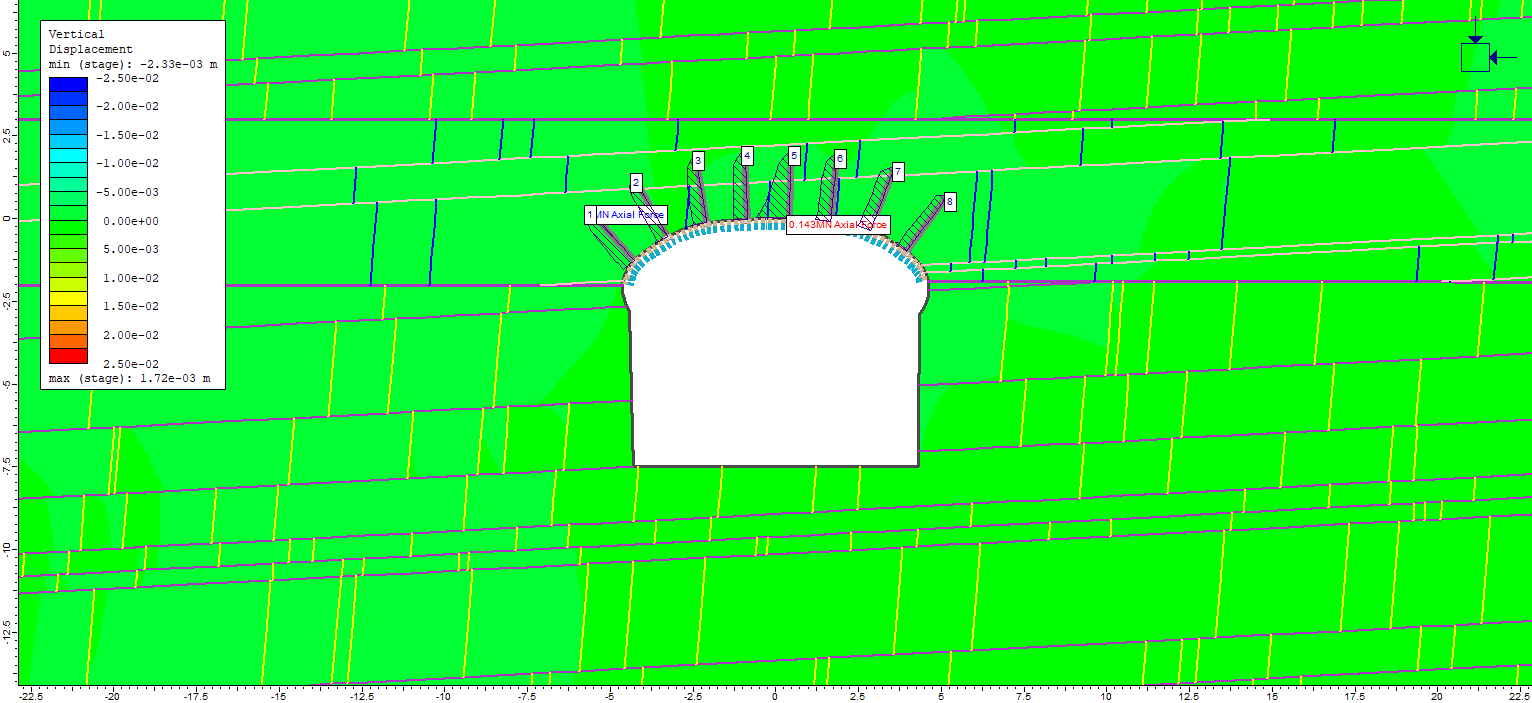 Vertical
Displacement
min (stage): -2.33e-03 m
-2.50e-02
-2.00e-02
-1.50e-02
-1.00e-02
-5.00e-03
0.00e+00
5.00e-03
1.00e-02
1.50e-02
2.00e-02
2.50e-02
max (stage): 1.72e-03 m
5
2.5
0
-2.5
-5
-7.5
-10
-12.5
1 MN Axial Force
2
3
4
5
6
7
8
0.143MN Axial Force
-22.5 -20 -17.5 -15 -12.5 -10 -7.5 -5 -2.5 0 2.5 5 7.5 10 12.5 15 17.5 20 22.5